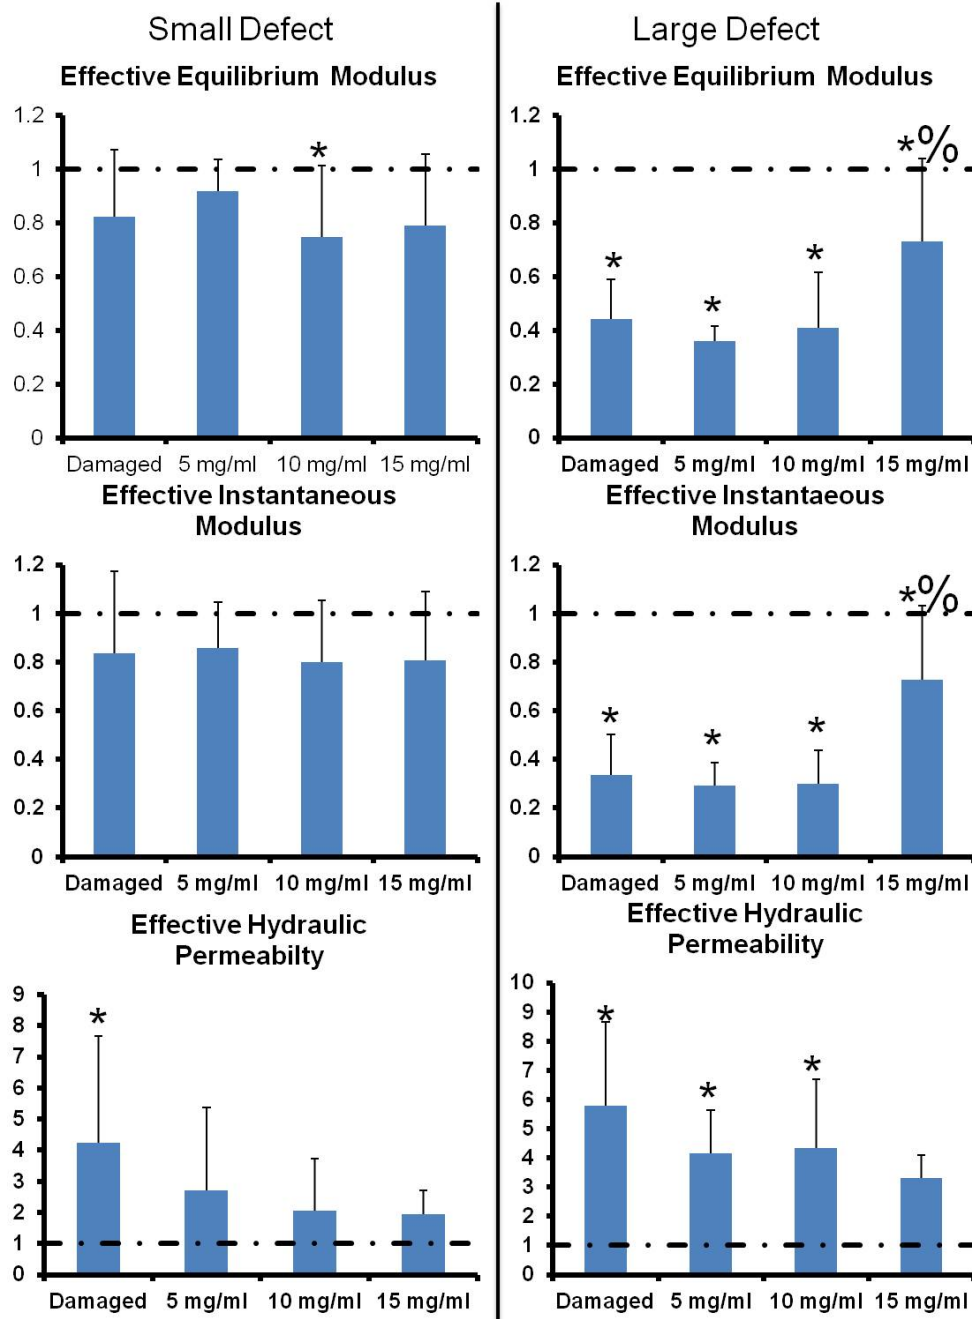 Small Defect
Effective Equilibrium Modulus
1.2
1
0.8
0.6
0.4
0.2
0
*
Damaged 5 mg/ml 10 mg/ml 15 mg/ml
Effective Instantaneous
Modulus
1.2
1
0.8
0.6
0.4
0.2
0
Damaged 5 mg/ml 10 mg/ml 15 mg/ml
Effective Hydraulic
Permeabilty
9
8
7
6
5
4
3
2
1
0
*
Damaged 5 mg/ml 10 mg/ml 15 mg/ml
Large Defect
Effective Equilibrium Modulus
1.2
1
0.8
0.6
0.4
0.2
0
* * * *%
Damaged 5 mg/ml 10 mg/ml 15 mg/ml
Effective Instantaeous
Modulus
1.2
1
0.8
0.6
0.4
0.2
0
* * * *%
Damaged 5 mg/ml 10 mg/ml 15 mg/ml
Effective Hydraulic
Permeability
10
9
8
7
6
5
4
3
2
1
0
* * *
Damaged 5 mg/ml 10 mg/ml 15 mg/ml